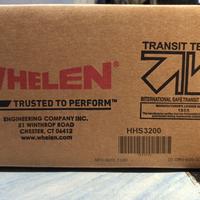 WHELEN
TRUSTED TO PERFORM™
ENGINEERING COMPANY INC.
51 WINTHROP ROAD
CHESTER, CT 06412
www.whelen.com
TRANSIT TE
INTERNATIONAL SAFE TRANSIT
HHS3200